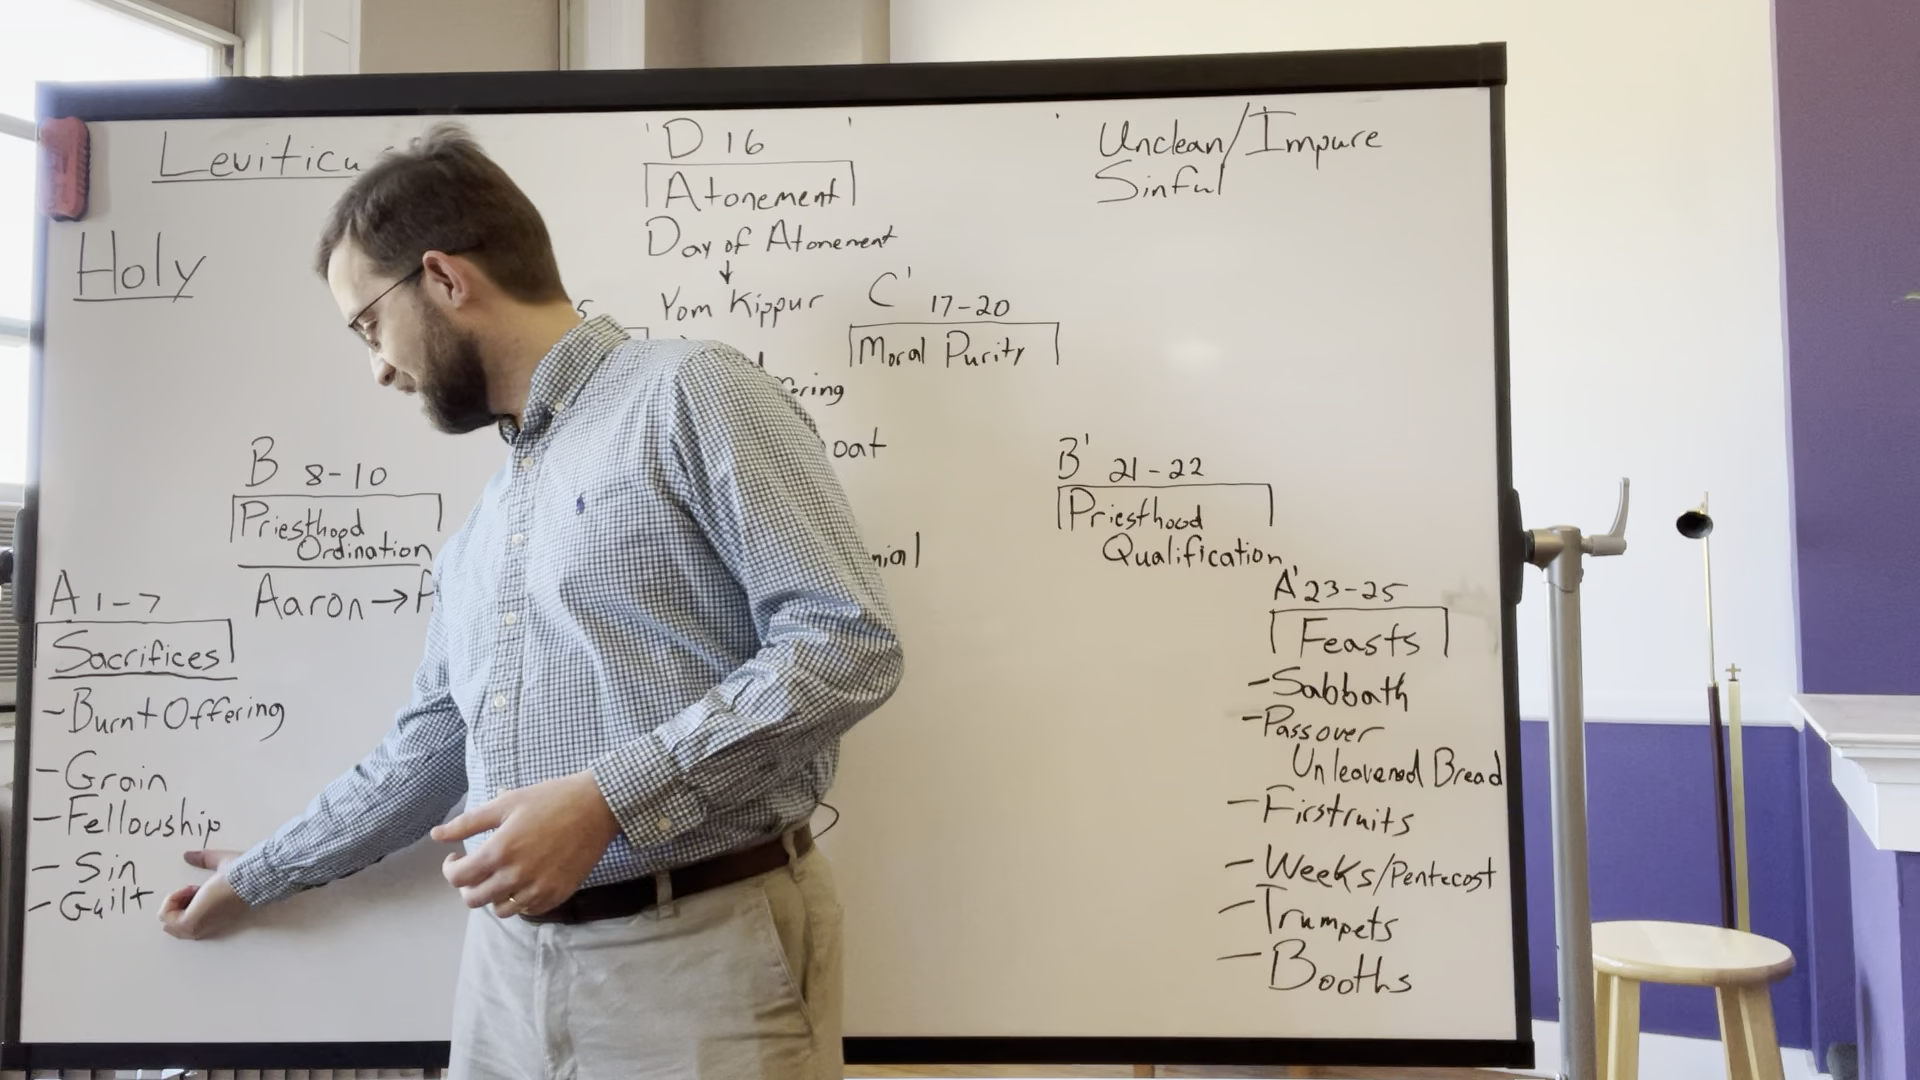 Leviticu
Holy
D 16
Atonement
Day of Atonement
↓
Yom Kippur
Unclean/Impure
Sinful
C' 17-20
Moral Purity
B 8-10
Priesthood
Ordination
Aaron →
A 1-7
Sacrifices
- Burnt Offering
- Grain
- Fellowship
- Sin
- Guilt
B' 21-22
Priesthood
Qualification
A' 23-25
Feasts
- Sabbath
- Passover
Unleavened Bread
- Firstruits
- Weeks/Pentecost
- Trumpets
- Booths